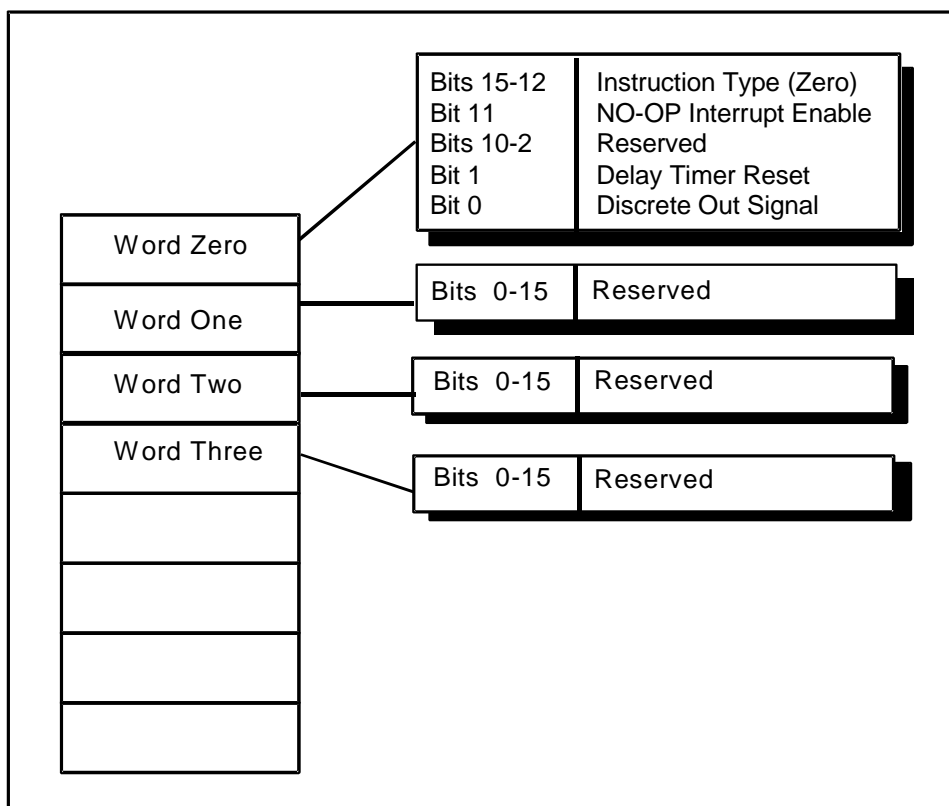 Bits 15-12 Instruction Type (Zero)
Bit 11 NO-OP Interrupt Enable
Bits 10-2 Reserved
Bit 1 Delay Timer Reset
Bit 0 Discrete Out Signal
Word Zero
Bits 0-15 Reserved
Word One
Bits 0-15 Reserved
Word Two
Word Three
Bits 0-15 Reserved